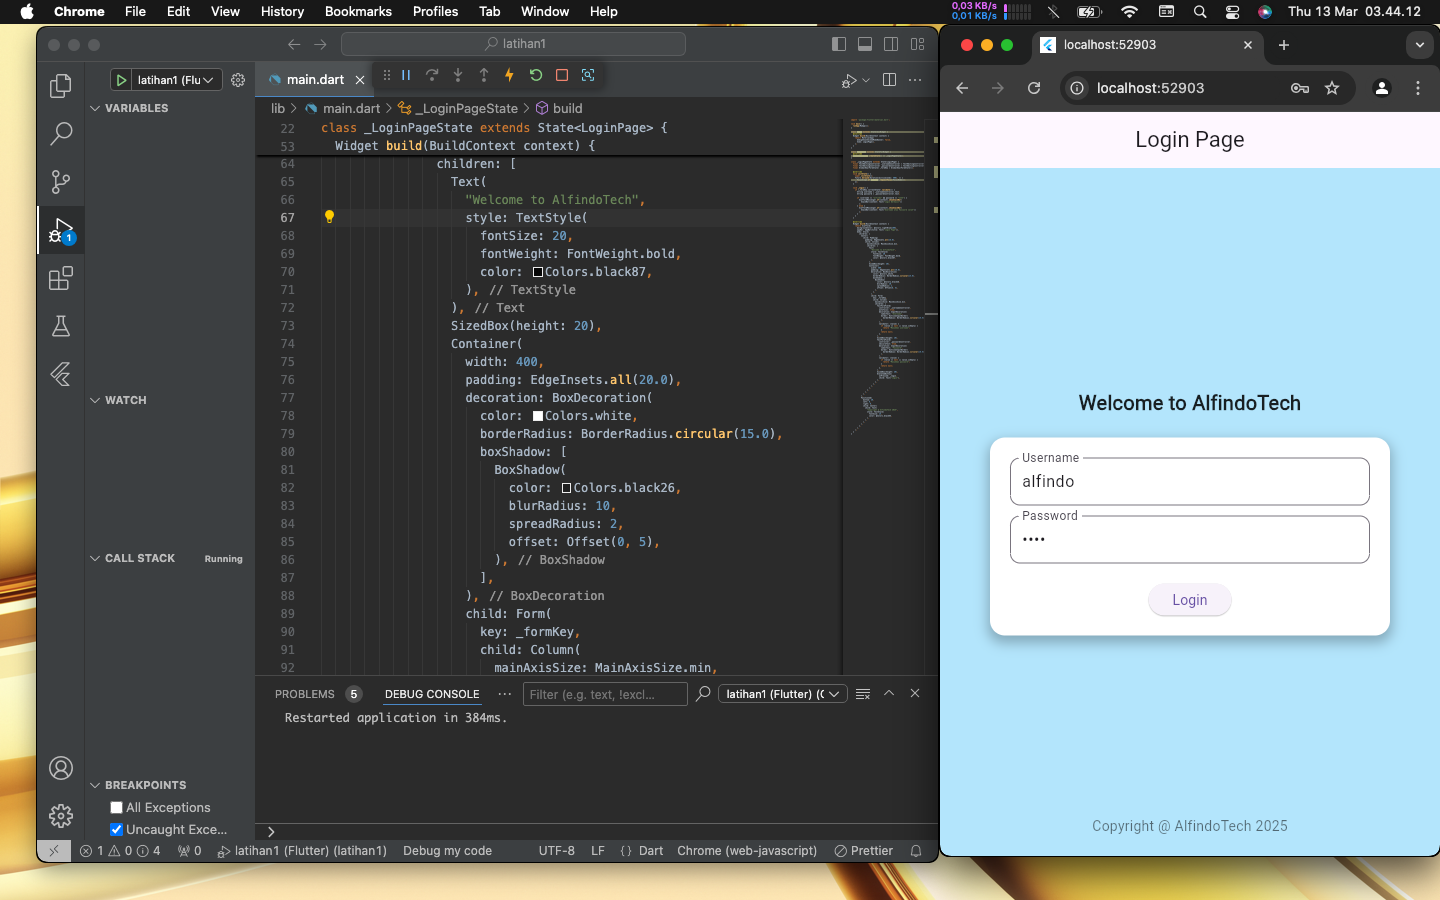 Chrome File Edit View History Bookmarks Profiles Tab Window Help
0,03 KB/s
0,01 KB/s
Thu 13 Mar 03.44.12
latihan1
latihan1 (Flu
VARIABLES
WATCH
CALL STACK Running
BREAKPOINTS
All Exceptions
Uncaught Exce...
1
main.dart
lib > main.dart > _LoginPageState > build
22 class _LoginPageState extends State<LoginPage> {
53 Widget build(BuildContext context) {
64 children: [
65 Text(
66 "Welcome to AlfindoTech",
67 style: TextStyle(
68 fontSize: 20,
69 fontWeight: FontWeight.bold,
70 color: Colors.black87,
71 ), // TextStyle
72 ), // Text
73 SizedBox(height: 20),
74 Container(
75 width: 400,
76 padding: EdgeInsets.all(20.0),
77 decoration: BoxDecoration(
78 color: Colors.white,
79 borderRadius: BorderRadius.circular(15.0),
80 boxShadow: [
81 BoxShadow(
82 color: Colors.black26,
83 blurRadius: 10,
84 spreadRadius: 2,
85 offset: Offset(0, 5),
86 ), // BoxShadow
87 ],
88 ), // BoxDecoration
89 child: Form(
90 key: _formKey,
91 child: Column(
92 mainAxisSize: MainAxisSize.min,
PROBLEMS 5 DEBUG CONSOLE ... Filter (e.g. text, !excl... latihan1 (Flutter) (C
Restarted application in 384ms.
>
1 0 4 0 latihan1 (Flutter) (latihan1) Debug my code UTF-8 LF {} Dart Chrome (web-javascript) Prettier
localhost:52903
localhost:52903
Login Page
Welcome to AlfindoTech
Username
alfindo
Password
••••
Login
Copyright @ AlfindoTech 2025